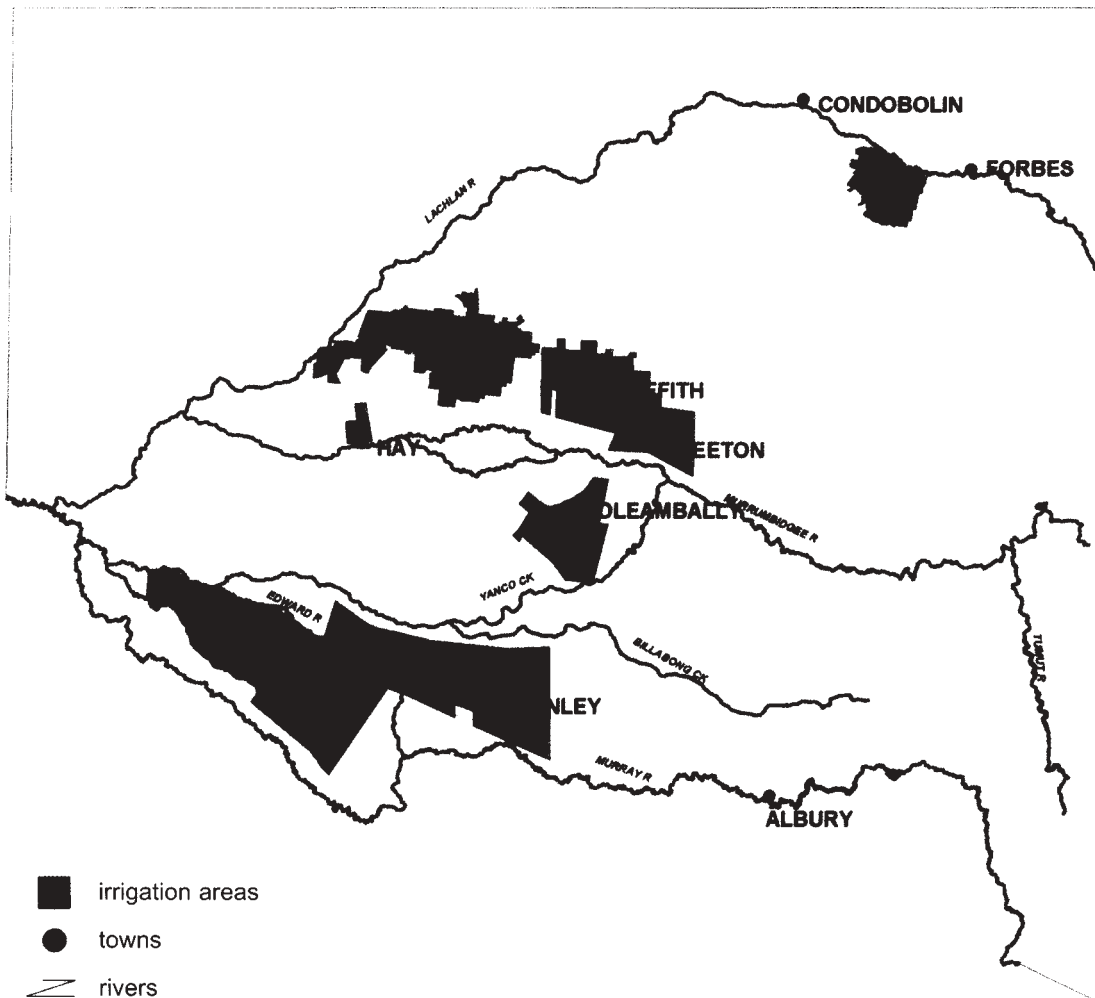 CONDOBOLIN
FORBES
LACHLAN R
FFITH
HAY
EETON
OLEAMBALLY
MURRUMBIDGEE R
YANCO CK
EDWARD R
BILLABONG CK
TUMUT R
NLEY
MURRAY R
ALBURY
irrigation areas
towns
rivers